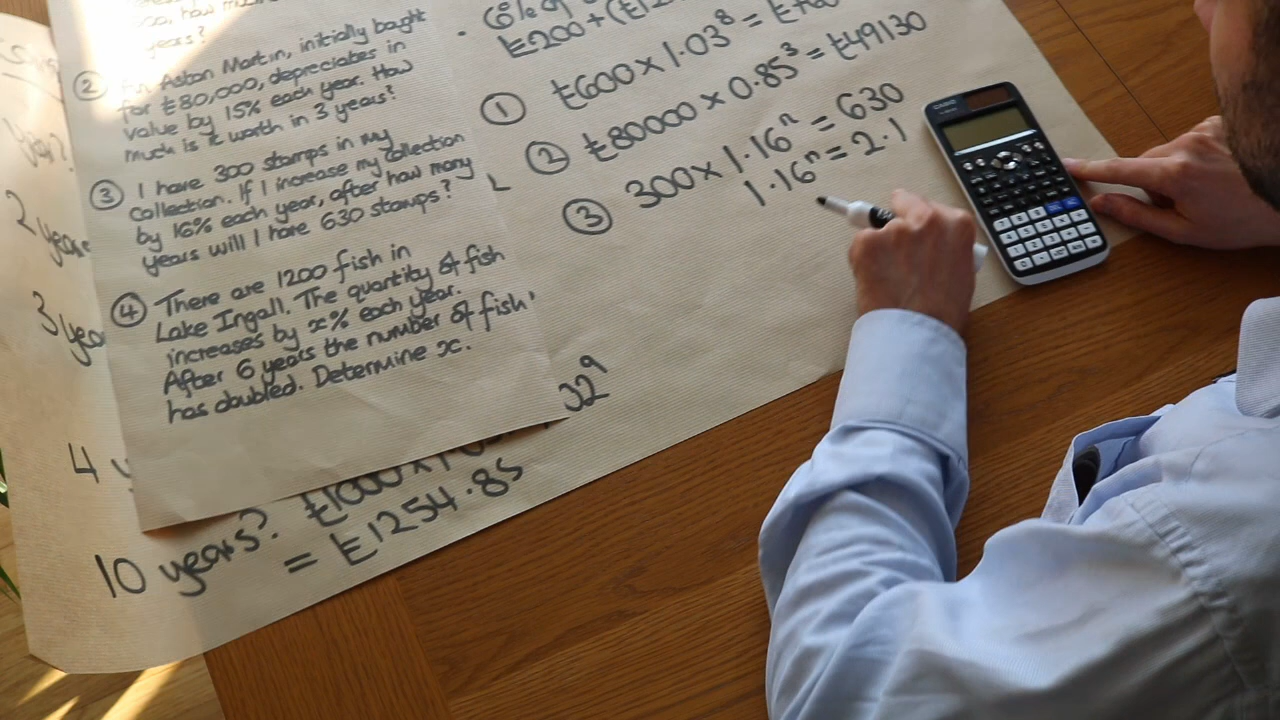 years?
② An Aston Martin, initially bought
for £80,000, depreciates in
value by 15% each year. How
much is it worth in 3 years?
③ I have 300 stamps in my
collection. If I increase my collection
by 16% each year, after how many
years will I have 630 stamps?
④ There are 1200 fish in
Lake Ingall. The quantity of fish
increases by x% each year.
After 6 years the number of fish
has doubled. Determine x.
£200+(
① £600 × 1.03⁸ =
② £80000 × 0.85³ = £49130
③ 300 × 1.16ⁿ = 630
1.16ⁿ = 2.1
CASIO
year?
2 years
3 yea
4 y
32⁹
10 years? £1000×1
= £1254.85